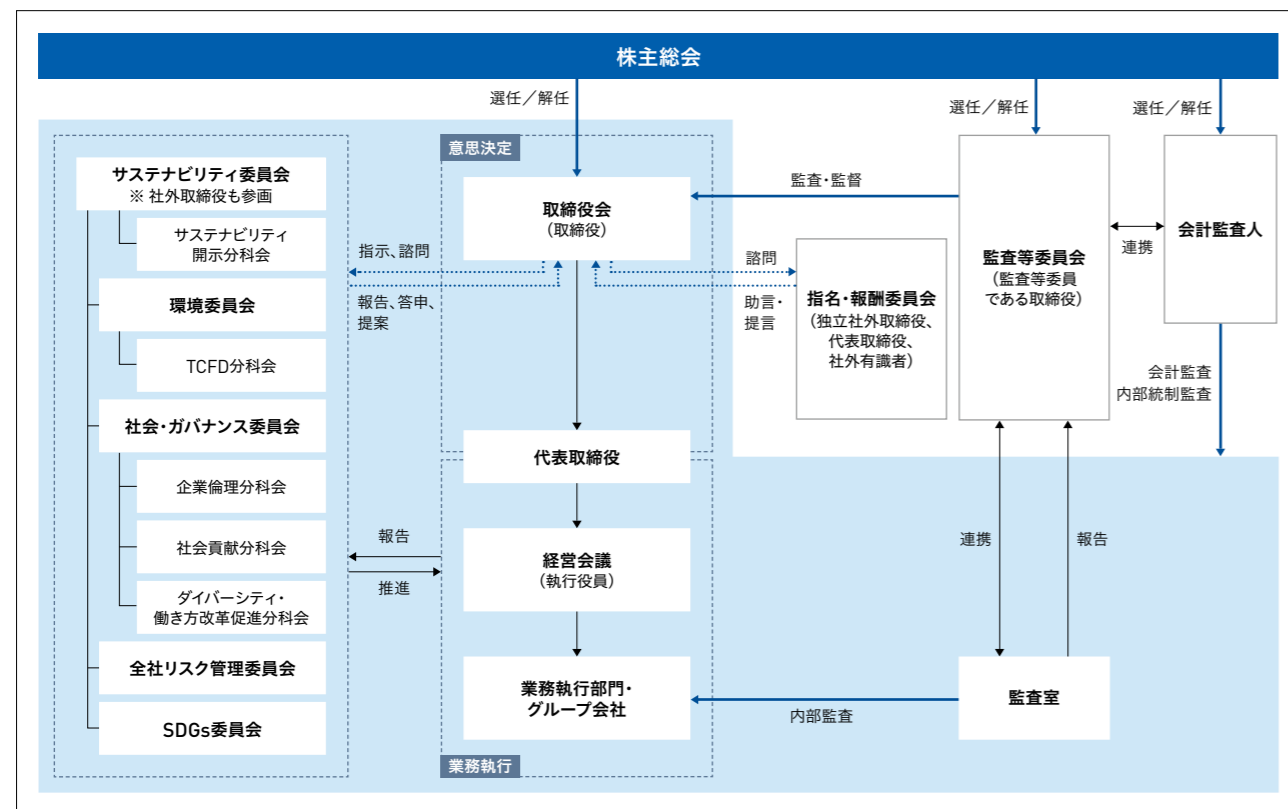 株主総会
選任／解任
選任／解任
選任／解任
サステナビリティ委員会
※ 社外取締役も参画
サステナビリティ
開示分科会
環境委員会
TCFD分科会
社会・ガバナンス委員会
企業倫理分科会
社会貢献分科会
ダイバーシティ・
働き方改革促進分科会
全社リスク管理委員会
SDGs委員会
指示、諮問
報告、答申、
提案
報告
推進
意思決定
取締役会
(取締役)
代表取締役
経営会議
(執行役員)
業務執行部門・
グループ会社
業務執行
監査・監督
諮問
助言・
提言
指名・報酬委員会
(独立社外取締役、
代表取締役、
社外有識者)
監査等委員会
(監査等委員
である取締役)
連携
会計監査人
会計監査
内部統制監査
連携
報告
監査室
内部監査